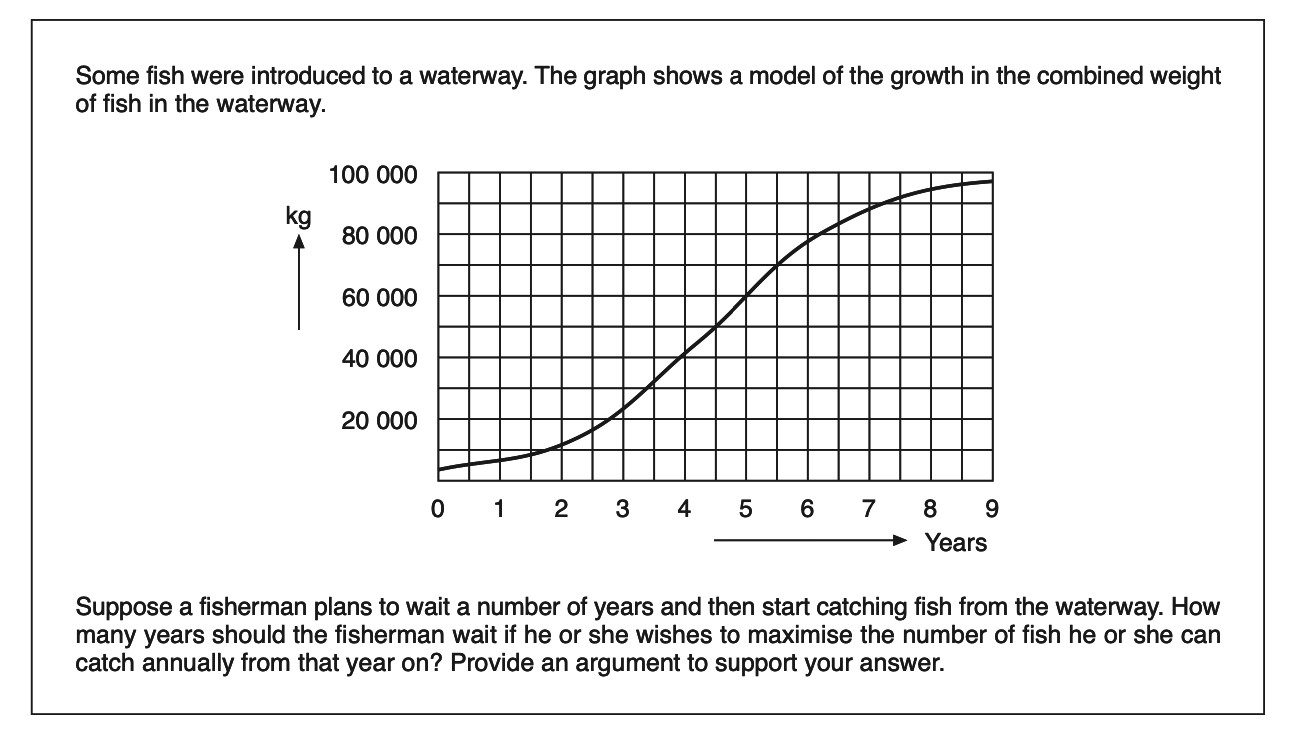 Some fish were introduced to a waterway. The graph shows a model of the growth in the combined weight
of fish in the waterway.
100 000
kg
80 000
60 000
40 000
20 000
0 1 2 3 4 5 6 7 8 9
Years
Suppose a fisherman plans to wait a number of years and then start catching fish from the waterway. How
many years should the fisherman wait if he or she wishes to maximise the number of fish he or she can
catch annually from that year on? Provide an argument to support your answer.